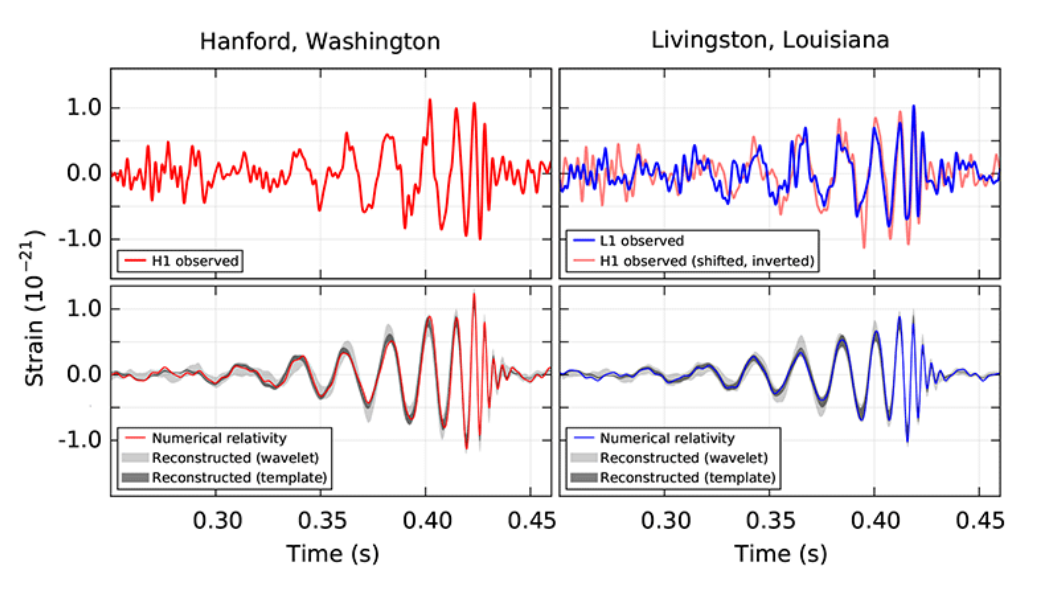 Hanford, Washington
Livingston, Louisiana
Strain (10⁻²¹)
1.0
0.0
-1.0
H1 observed
L1 observed
H1 observed (shifted, inverted)
1.0
0.0
-1.0
Numerical relativity
Reconstructed (wavelet)
Reconstructed (template)
Numerical relativity
Reconstructed (wavelet)
Reconstructed (template)
0.30 0.35 0.40 0.45
0.30 0.35 0.40 0.45
Time (s)
Time (s)